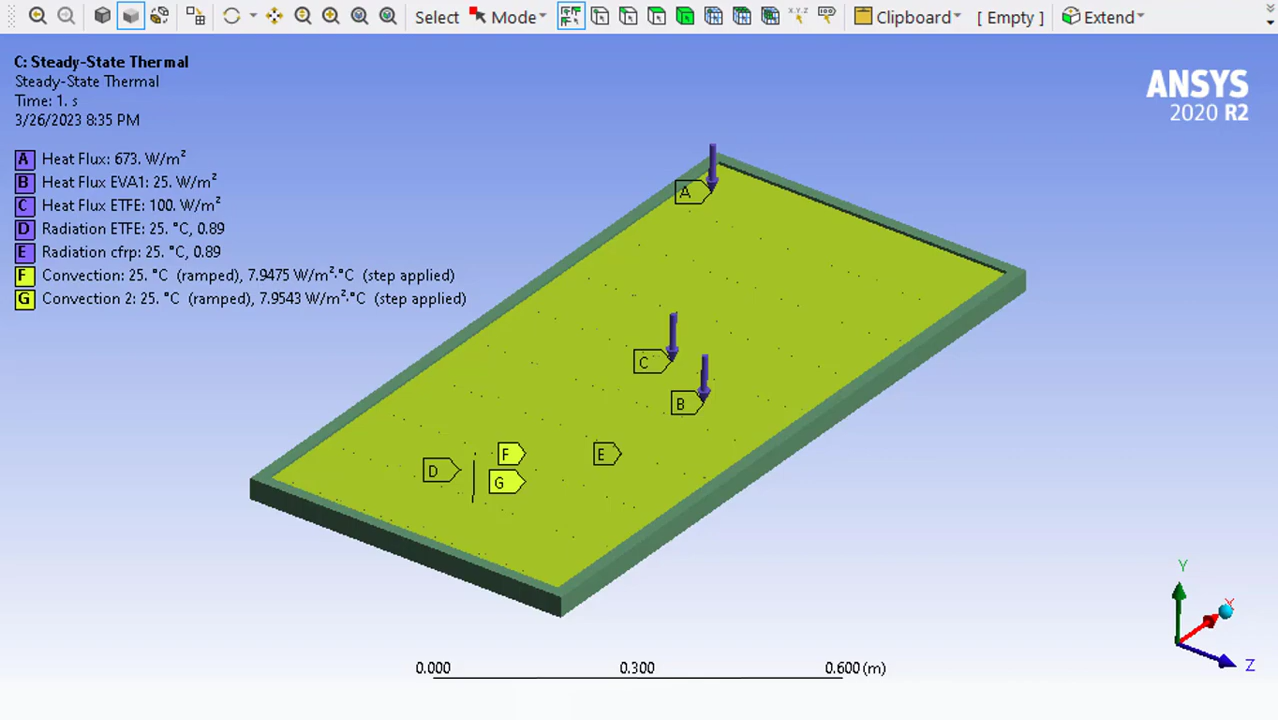 Select Mode Clipboard [ Empty ] Extend
C: Steady-State Thermal
Steady-State Thermal
Time: 1. s
3/26/2023 8:35 PM
ANSYS
2020 R2
A Heat Flux: 673. W/m²
B Heat Flux EVA1: 25. W/m²
C Heat Flux ETFE: 100. W/m²
D Radiation ETFE: 25. °C, 0.89
E Radiation cfrp: 25. °C, 0.89
F Convection: 25. °C (ramped), 7.9475 W/m²·°C (step applied)
G Convection 2: 25. °C (ramped), 7.9543 W/m²·°C (step applied)
A
C
B
F
E
D
G
Y
X
Z
0.000 0.300 0.600 (m)